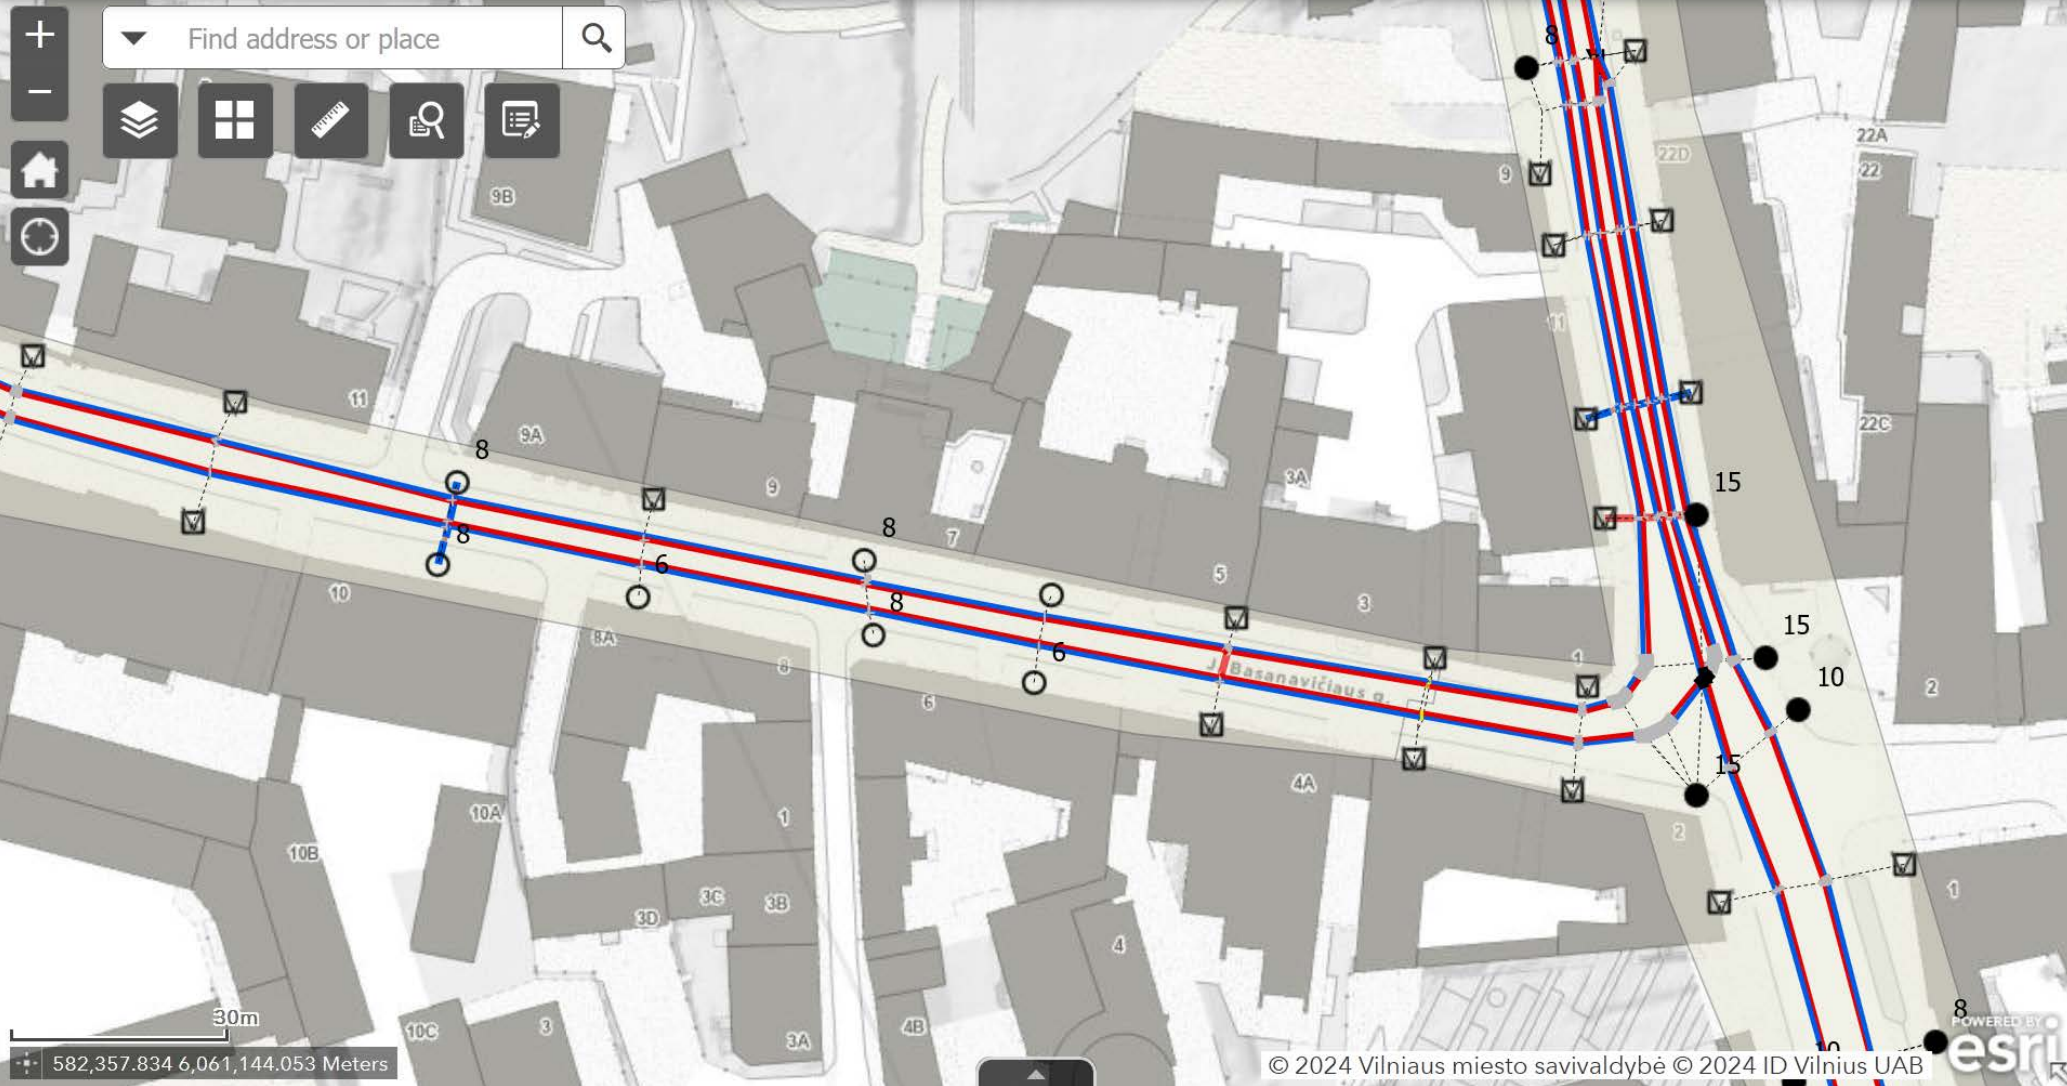 +
Find address or place
−
8
22A
22D
22
9
9B
11
11
22C
8
9A
3A
9
15
8
8
7
6
5
10
8
3
8A
15
6
8
1
J. Basanavičiaus g.
10
2
6
15
4A
10A
1
2
10B
1
3C
3B
3D
4
8
30m
10C
3
4B
3A
10
POWERED BY
esri
582,357.834 6,061,144.053 Meters
© 2024 Vilniaus miesto savivaldybė © 2024 ID Vilnius UAB